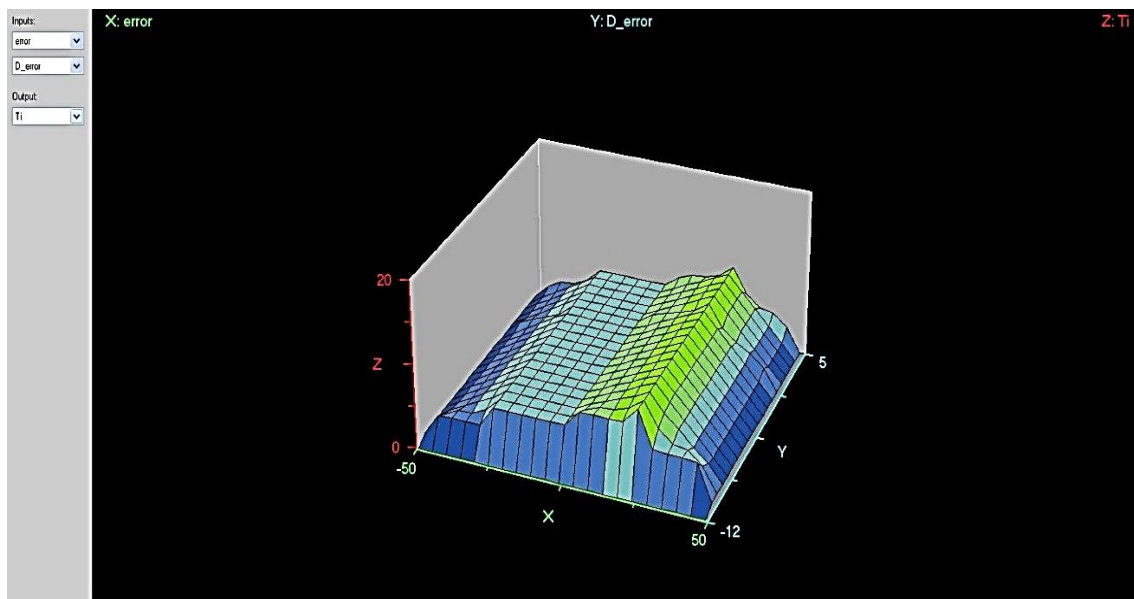 Inputs:
error
D_error
Output:
Ti
X: error
Y: D_error
Z: Ti
20
Z
0
-50
X
50
-12
Y
5